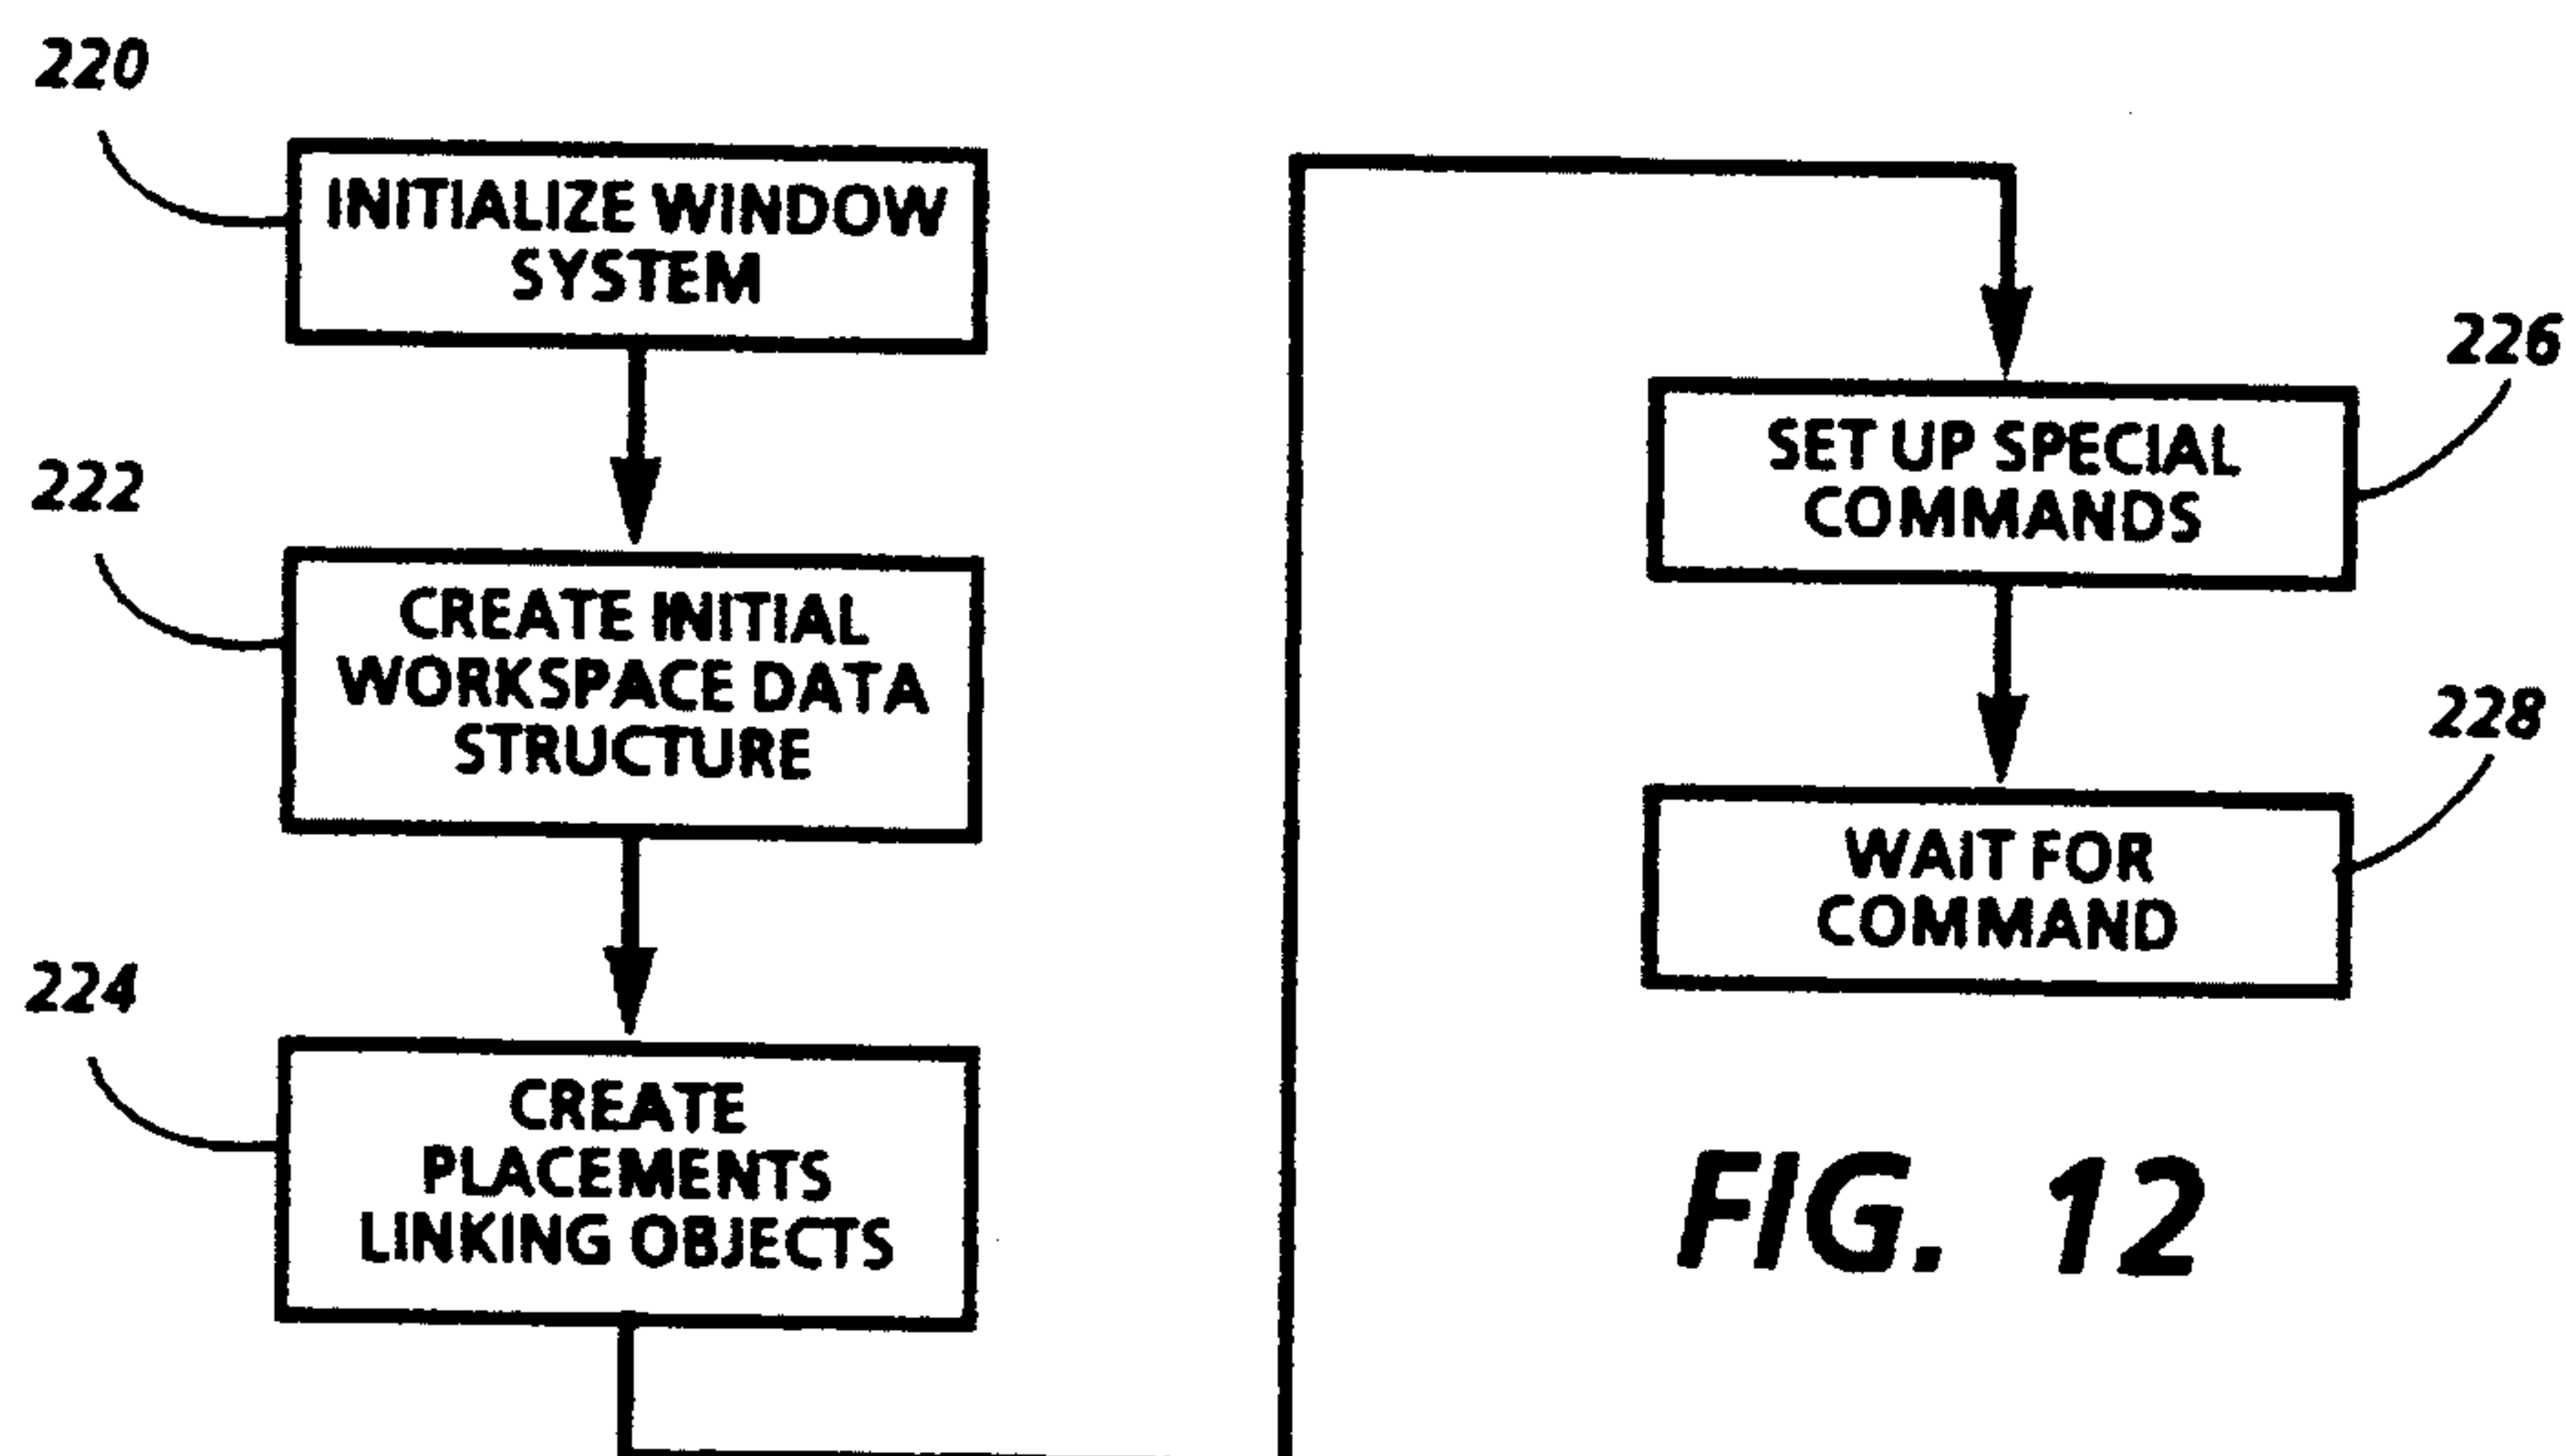 220
INITIALIZE WINDOW
SYSTEM
222
CREATE INITIAL
WORKSPACE DATA
STRUCTURE
224
CREATE
PLACEMENTS
LINKING OBJECTS
226
SET UP SPECIAL
COMMANDS
228
WAIT FOR
COMMAND
FIG. 12